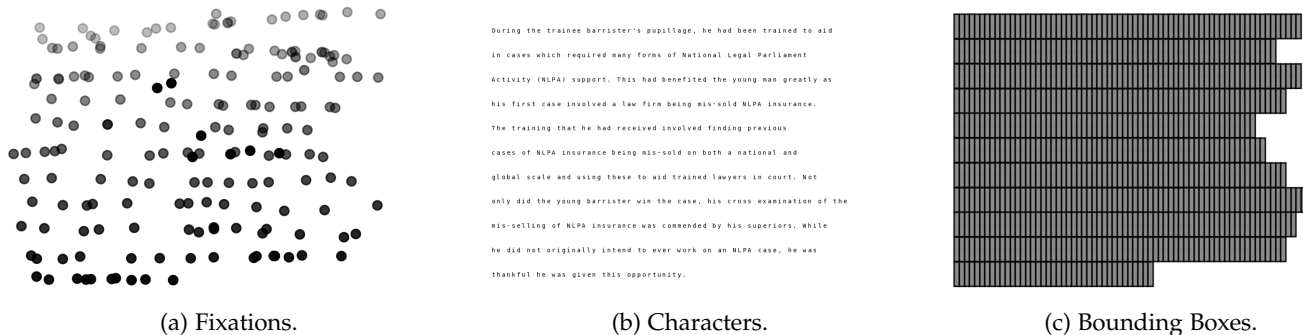 During the trainee barrister's pupillage, he had been trained to aid
in cases which required many forms of National Legal Parliament
Activity (NLPA) support. This had benefited the young man greatly as
his first case involved a law firm being mis-sold NLPA insurance.
The training that he had received involved finding previous
cases of NLPA insurance being mis-sold on both a national and
global scale and using these to aid trained lawyers in court. Not
only did the young barrister win the case, his cross examination of the
mis-selling of NLPA insurance was commended by his superiors. While
he did not originally intend to ever work on an NLPA case, he was
thankful he was given this opportunity.
(a) Fixations.
(b) Characters.
(c) Bounding Boxes.